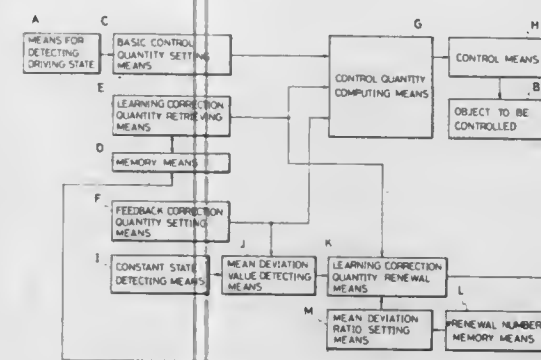 A
MEANS FOR
DETECTING
DRIVING STATE
C
BASIC CONTROL
QUANTITY SETTING
MEANS
G
CONTROL QUANTITY
COMPUTING MEANS
H
CONTROL MEANS
B
OBJECT TO BE
CONTROLLED
E
LEARNING CORRECTION
QUANTITY RETRIEVING
MEANS
D
MEMORY MEANS
F
FEEDBACK CORRECTION
QUANTITY SETTING
MEANS
I
CONSTANT STATE
DETECTING MEANS
J
MEAN DEVIATION
VALUE DETECTING
MEANS
K
LEARNING CORRECTION
QUANTITY RENEWAL
MEANS
M
MEAN DEVIATION
RATIO SETTING
MEANS
L
RENEWAL NUMBER
MEMORY MEANS